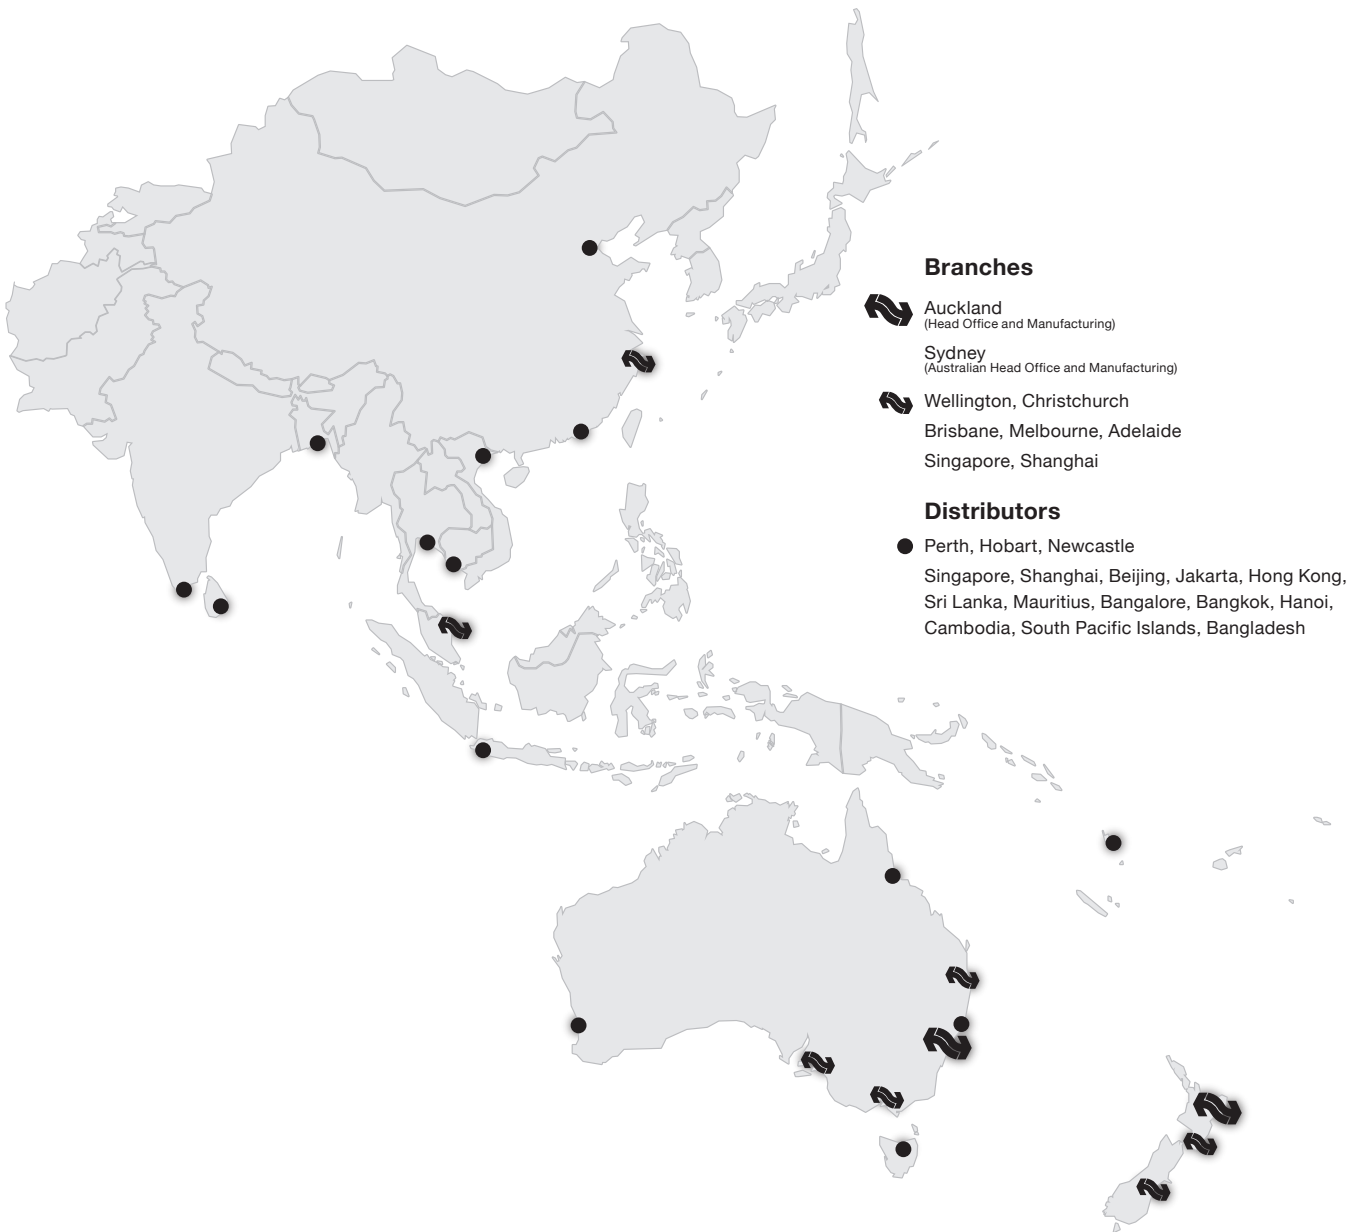 Branches
Auckland
(Head Office and Manufacturing)
Sydney
(Australian Head Office and Manufacturing)
Wellington, Christchurch
Brisbane, Melbourne, Adelaide
Singapore, Shanghai
Distributors
Perth, Hobart, Newcastle
Singapore, Shanghai, Beijing, Jakarta, Hong Kong,
Sri Lanka, Mauritius, Bangalore, Bangkok, Hanoi,
Cambodia, South Pacific Islands, Bangladesh